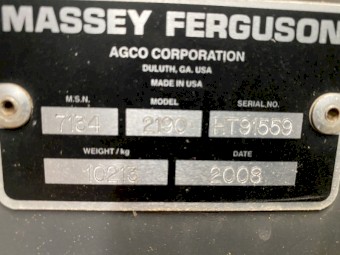 MASSEY FERGUSON
AGCO CORPORATION
DULUTH, GA. USA
MADE IN USA
M.S.N. MODEL SERIAL.NO.
7134 2190 HT91559
WEIGHT/kg DATE
10213 2008